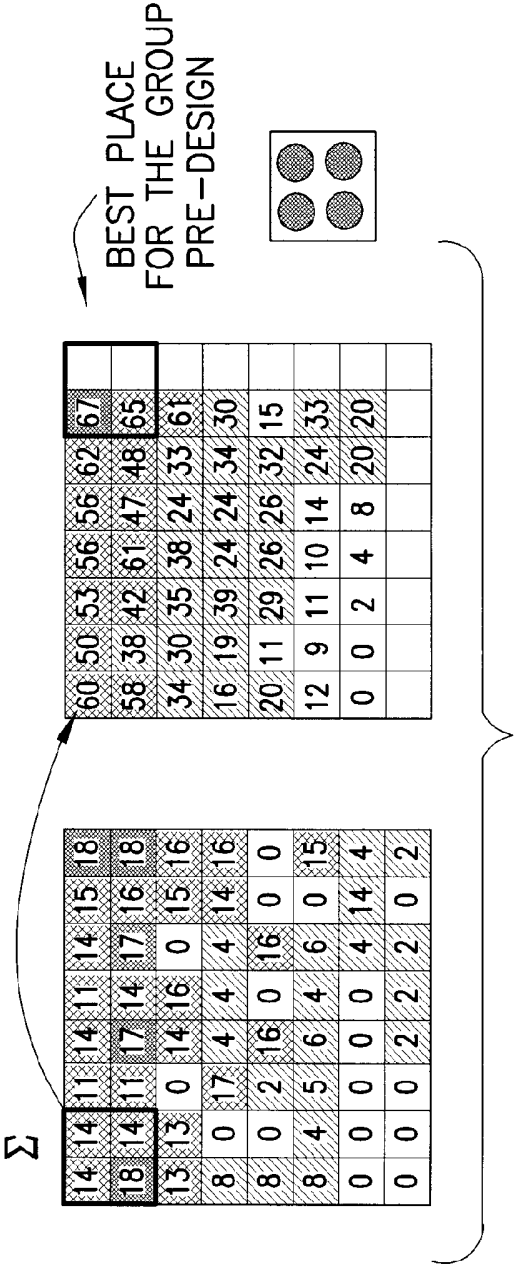 Σ
14 14 11 14 11 14 15 18
18 14 11 17 14 17 16 18
13 13 0 14 16 0 15 16
8 0 17 4 4 4 14 16
8 0 2 16 0 16 0 0
8 4 5 6 4 6 0 15
0 0 0 0 0 4 14 4
0 0 0 2 2 2 0 2
60 50 53 56 56 62 67
58 38 42 61 47 48 65
34 30 35 38 24 33 61
16 19 39 24 24 34 30
20 11 29 26 26 32 15
12 9 11 10 14 24 33
0 0 2 4 8 20 20
BEST PLACE
FOR THE GROUP
PRE-DESIGN